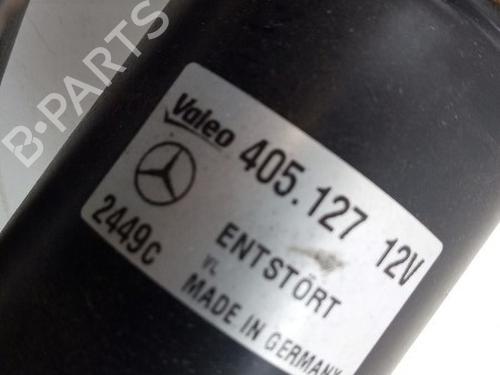 B-PARTS
Valeo 405.127 12V
2449C ENTSTÖRT
VL
MADE IN GERMANY